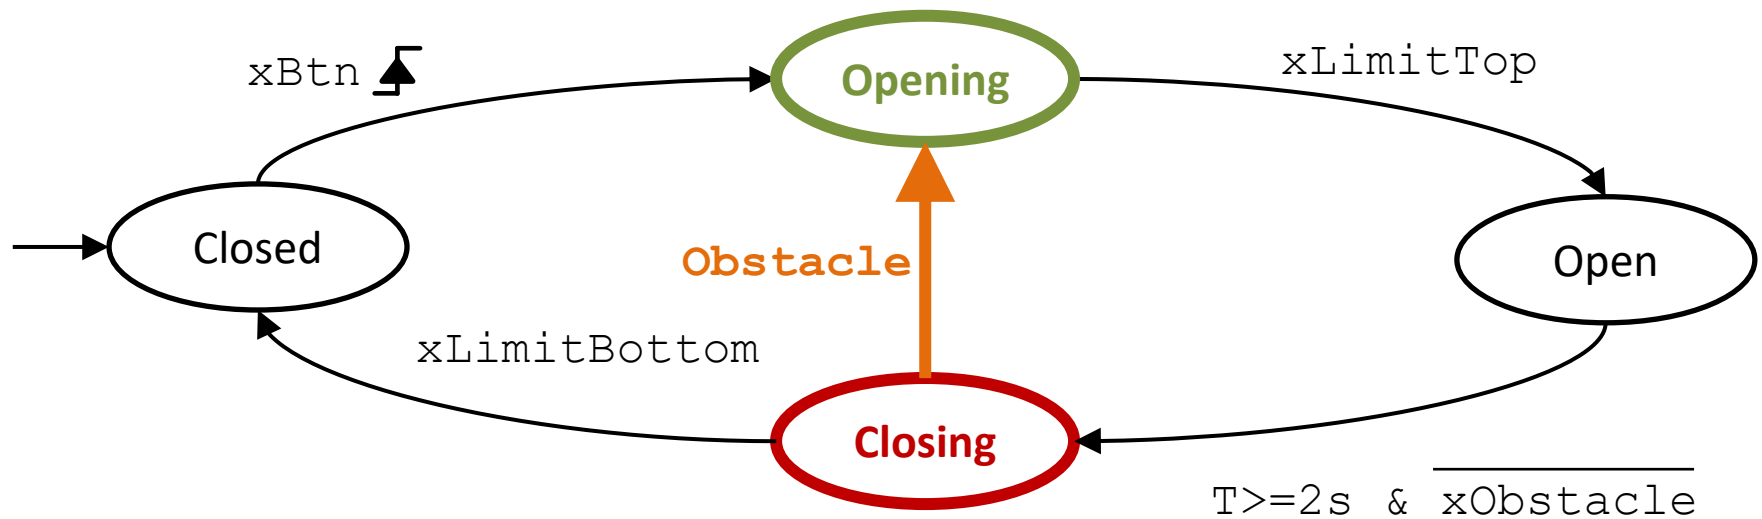 xBtn
Opening
xLimitTop
Closed
Obstacle
Open
xLimitBottom
Closing
T>=2s & xObstacle